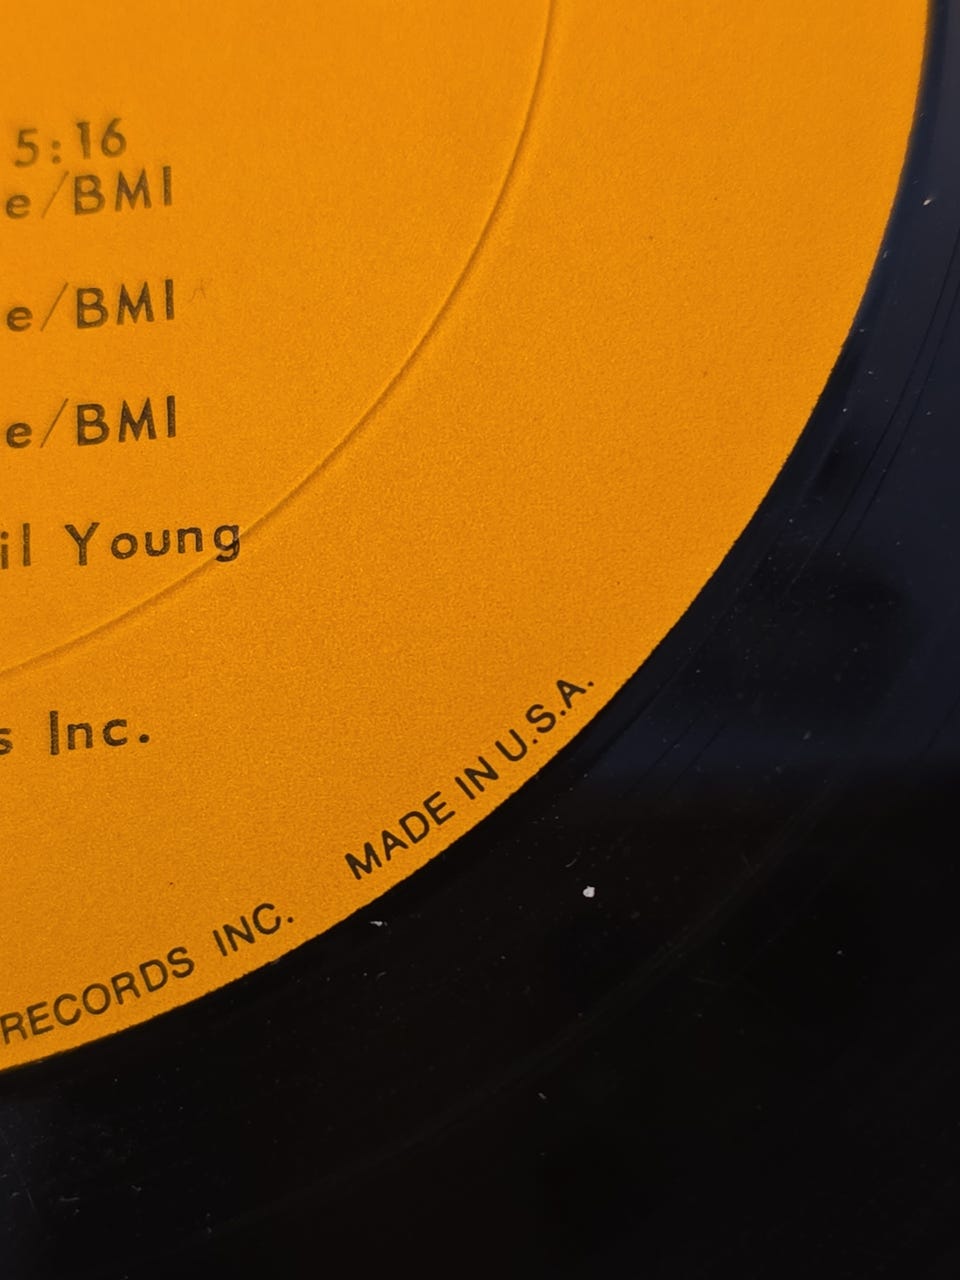 5:16
e/BMI
e/BMI
e/BMI
il Young
s Inc.
RECORDS INC. MADE IN U.S.A.